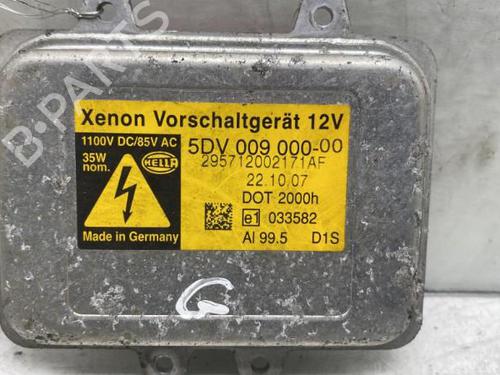 B-PARTS
Xenon Vorschaltgerät 12V
1100V DC/85V AC
35W
nom.
HELLA
Made in Germany
5DV 009 000-00
295712002171AF
22.10.07
DOT 2000h
e1 033582
AI 99.5 D1S